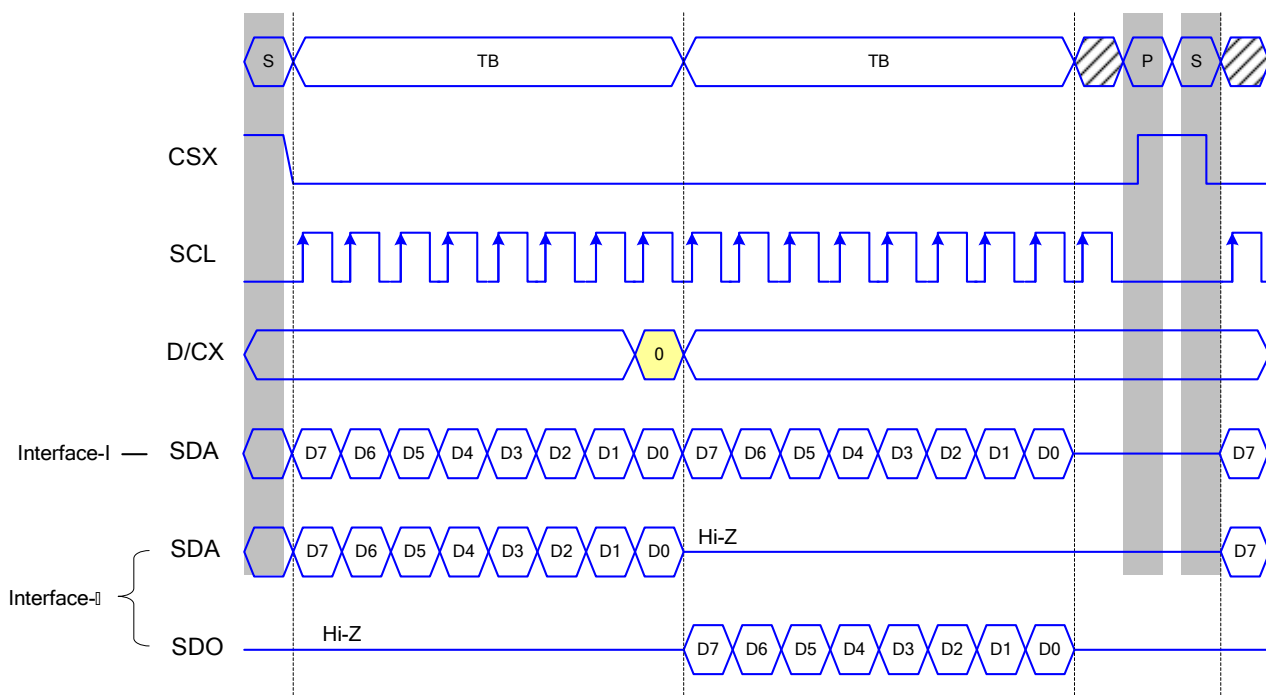 S TB TB P S
CSX
SCL
D/CX 0
Interface-I SDA D7 D6 D5 D4 D3 D2 D1 D0 D7 D6 D5 D4 D3 D2 D1 D0 D7
SDA D7 D6 D5 D4 D3 D2 D1 D0 Hi-Z D7
Interface-▯
SDO Hi-Z D7 D6 D5 D4 D3 D2 D1 D0